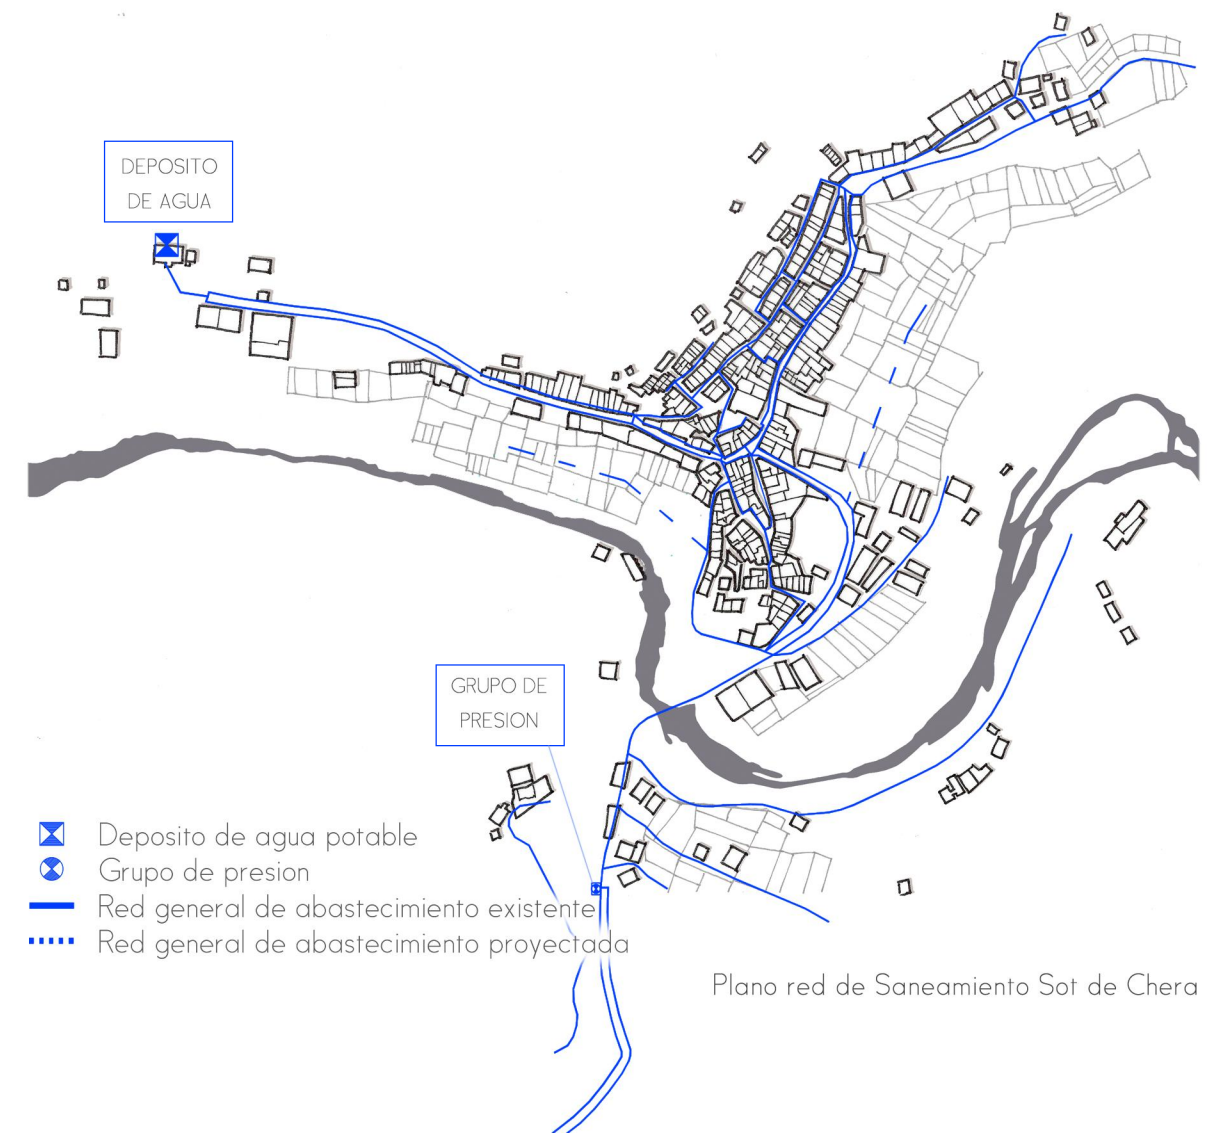 DEPOSITO
DE AGUA
GRUPO DE
PRESION
Deposito de agua potable
Grupo de presion
Red general de abastecimiento existente
Red general de abastecimiento proyectada
Plano red de Saneamiento Sot de Chera